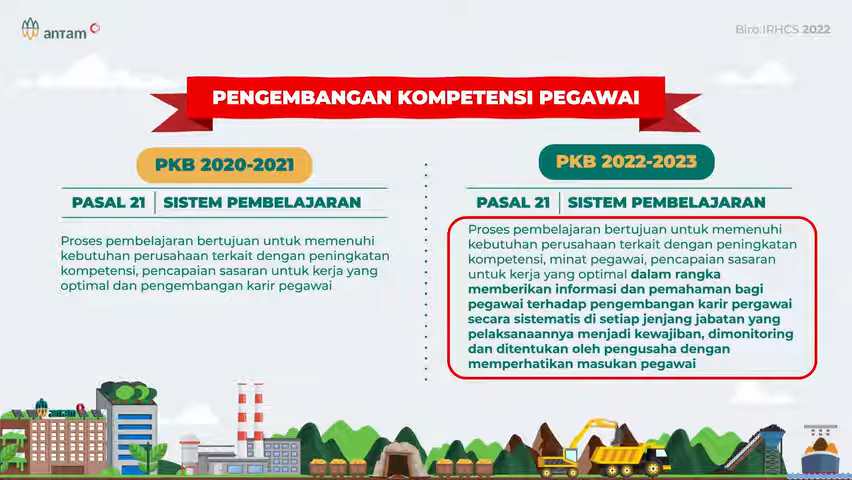 antam
Biro IRHCS 2022
PENGEMBANGAN KOMPETENSI PEGAWAI
PKB 2020-2021
PASAL 21 SISTEM PEMBELAJARAN
Proses pembelajaran bertujuan untuk memenuhi
kebutuhan perusahaan terkait dengan peningkatan
kompetensi, pencapaian sasaran untuk kerja yang
optimal dan pengembangan karir pegawai
PKB 2022-2023
PASAL 21 SISTEM PEMBELAJARAN
Proses pembelajaran bertujuan untuk memenuhi
kebutuhan perusahaan terkait dengan peningkatan
kompetensi, minat pegawai, pencapaian sasaran
untuk kerja yang optimal dalam rangka
memberikan informasi dan pemahaman bagi
pegawai terhadap pengembangan karir pergawai
secara sistematis di setiap jenjang jabatan yang
pelaksanaannya menjadi kewajiban, dimonitoring
dan ditentukan oleh pengusaha dengan
memperhatikan masukan pegawai
antam